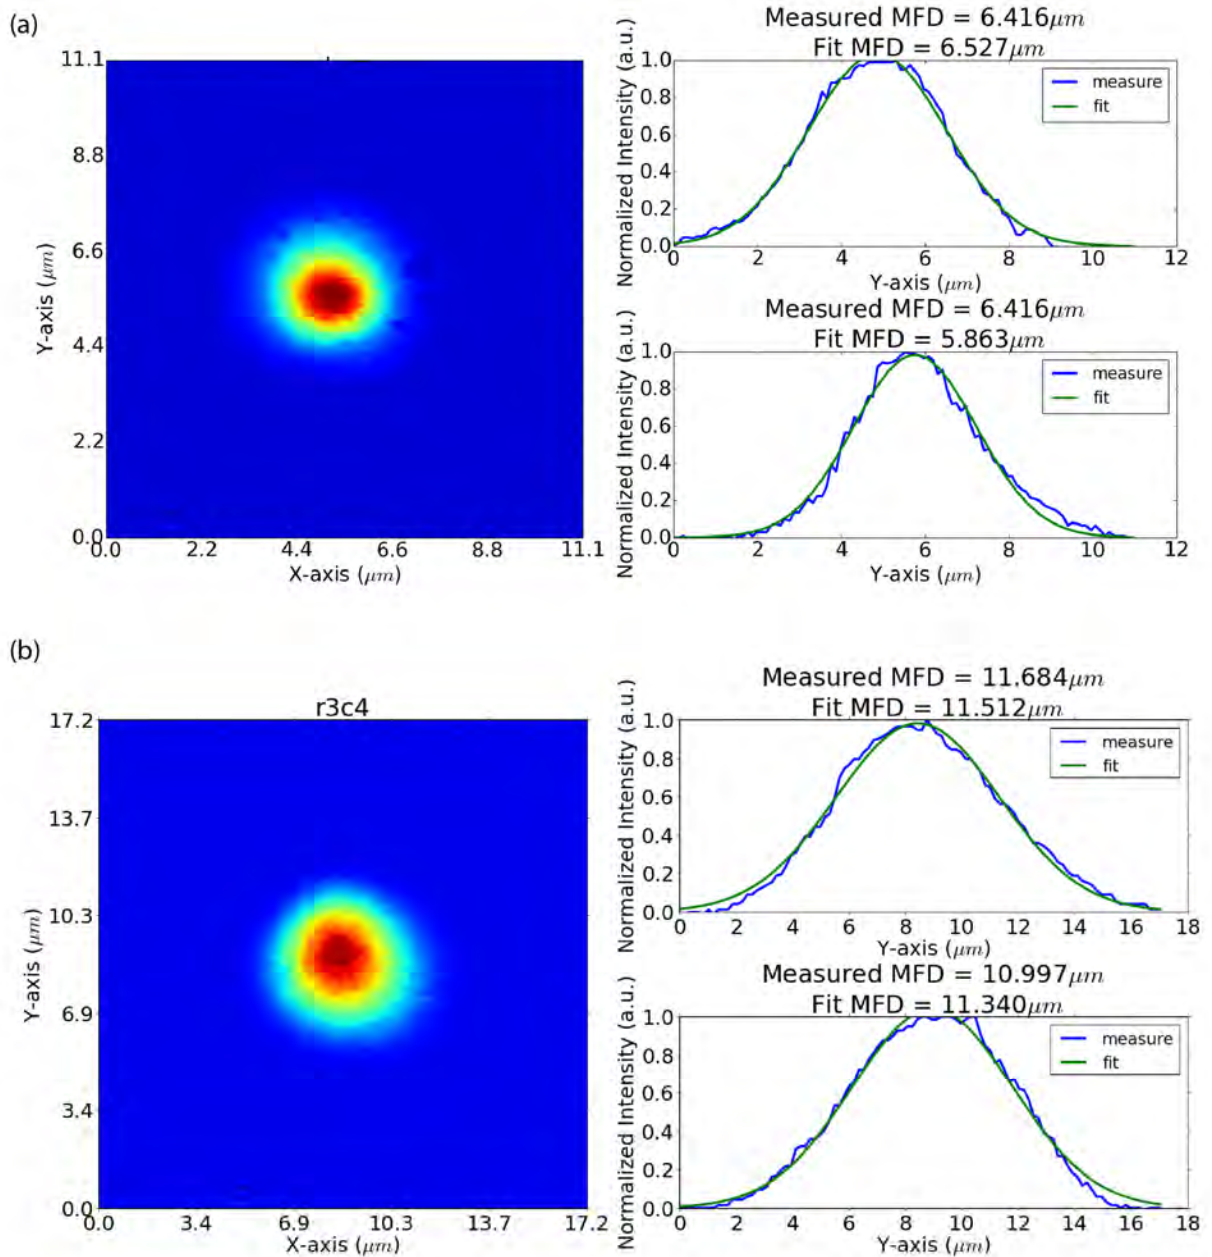 (a)
11.1
8.8
6.6
4.4
2.2
0.0
Y-axis (μm)
0.0 2.2 4.4 6.6 8.8 11.1
X-axis (μm)
Measured MFD = 6.416μm
Fit MFD = 6.527μm
Normalized Intensity (a.u.)
1.0
0.8
0.6
0.4
0.2
0.0
measure
fit
0 2 4 6 8 10 12
Y-axis (μm)
Measured MFD = 6.416μm
Fit MFD = 5.863μm
Normalized Intensity (a.u.)
1.0
0.8
0.6
0.4
0.2
0.0
measure
fit
0 2 4 6 8 10 12
Y-axis (μm)
(b)
r3c4
17.2
13.7
10.3
6.9
3.4
0.0
Y-axis (μm)
0.0 3.4 6.9 10.3 13.7 17.2
X-axis (μm)
Measured MFD = 11.684μm
Fit MFD = 11.512μm
Normalized Intensity (a.u.)
1.0
0.8
0.6
0.4
0.2
0.0
measure
fit
0 2 4 6 8 10 12 14 16 18
Y-axis (μm)
Measured MFD = 10.997μm
Fit MFD = 11.340μm
Normalized Intensity (a.u.)
1.0
0.8
0.6
0.4
0.2
0.0
measure
fit
0 2 4 6 8 10 12 14 16 18
Y-axis (μm)